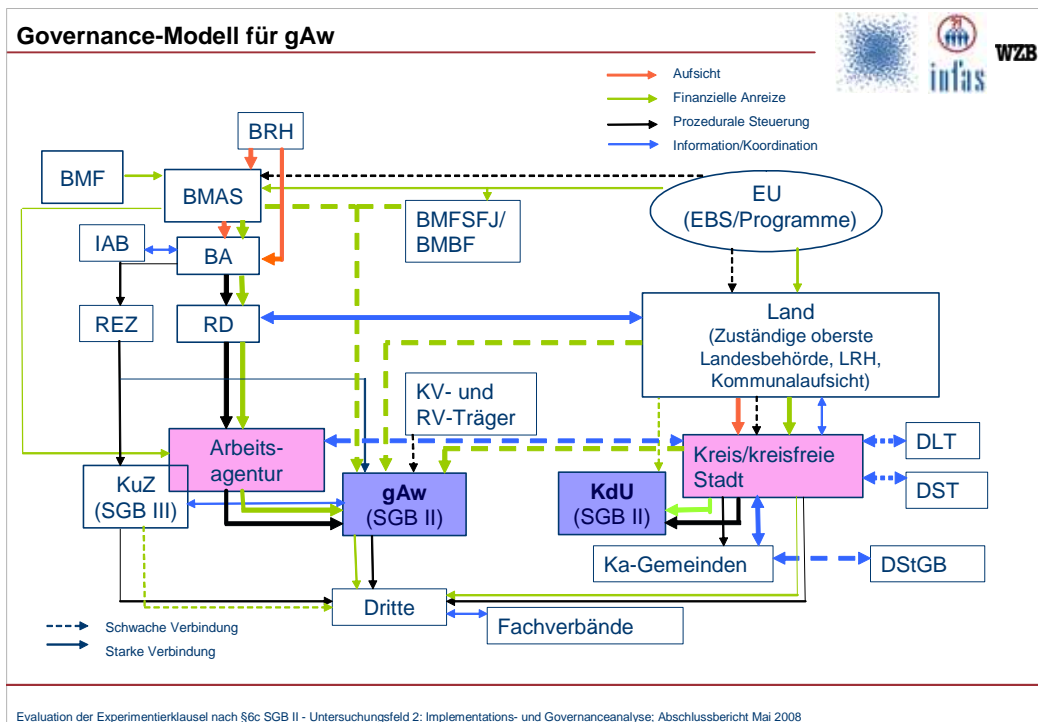 Governance-Modell für gAw
infas
WZB
Aufsicht
Finanzielle Anreize
Prozedurale Steuerung
Information/Koordination
BRH
BMF
BMAS
EU
(EBS/Programme)
BMFSFJ/
BMBF
IAB
BA
REZ
RD
Land
(Zuständige oberste
Landesbehörde, LRH,
Kommunalaufsicht)
KV- und
RV-Träger
Arbeits-
agentur
Kreis/kreisfreie
Stadt
DLT
DST
KuZ
(SGB III)
gAw
(SGB II)
KdU
(SGB II)
Ka-Gemeinden
DStGB
Dritte
Fachverbände
Schwache Verbindung
Starke Verbindung
Evaluation der Experimentierklausel nach §6c SGB II - Untersuchungsfeld 2: Implementations- und Governanceanalyse; Abschlussbericht Mai 2008